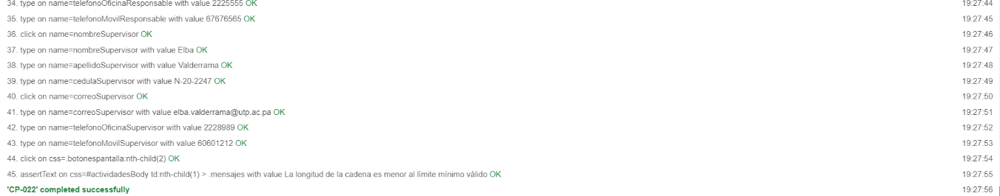 34. type on name=telefonoOficinaResponsable with value 2225555 OK 19:27:44
35. type on name=telefonoMovilResponsable with value 67676565 OK 19:27:45
36. click on name=nombreSupervisor OK 19:27:46
37. type on name=nombreSupervisor with value Elba OK 19:27:47
38. type on name=apellidoSupervisor with value Valderrama OK 19:27:48
39. type on name=cedulaSupervisor with value N-20-2247 OK 19:27:49
40. click on name=correoSupervisor OK 19:27:50
41. type on name=correoSupervisor with value elba.valderrama@utp.ac.pa OK 19:27:51
42. type on name=telefonoOficinaSupervisor with value 2228989 OK 19:27:52
43. type on name=telefonoMovilSupervisor with value 60601212 OK 19:27:53
44. click on css=.botonespantalla:nth-child(2) OK 19:27:54
45. assertText on css=#actividadesBody td:nth-child(1) > .mensajes with value La longitud de la cadena es menor al límite mínimo válido OK 19:27:55
'CP-022' completed successfully 19:27:56